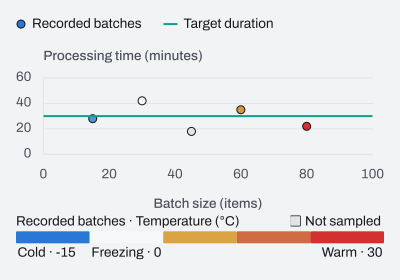 Recorded batches Target duration
Processing time (minutes)
60
40
20
0
0 20 40 60 80 100
Batch size (items)
Recorded batches · Temperature (°C) Not sampled
Cold · -15 Freezing · 0 Warm · 30